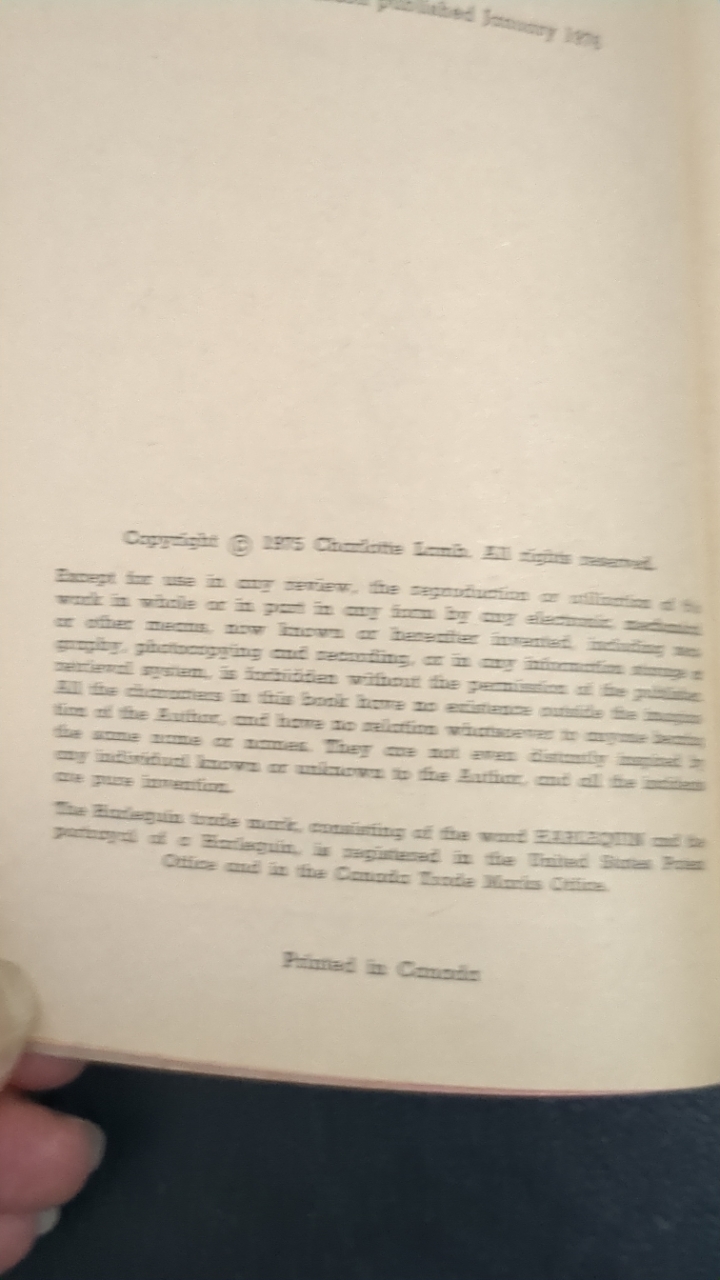 published January 1976
Copyright © 1975 Charlotte Lamb. All rights reserved.
Except for use in any review, the reproduction or utilization of the
work in whole or in part in any form by any electronic, mechanical
or other means, now known or hereafter invented, including xero-
graphy, photocopying and recording, or in any information storage or
retrieval system, is forbidden without the permission of the publisher.
All the characters in this book have no existence outside the imagina-
tion of the Author, and have no relation whatsoever to anyone bearing
the same name or names. They are not even distantly inspired by
any individual known or unknown to the Author, and all the incidents
are pure invention.
The Harlequin trade mark, consisting of the word HARLEQUIN and the
portrayal of a Harlequin, is registered in the United States Patent
Office and in the Canada Trade Marks Office.
Printed in Canada